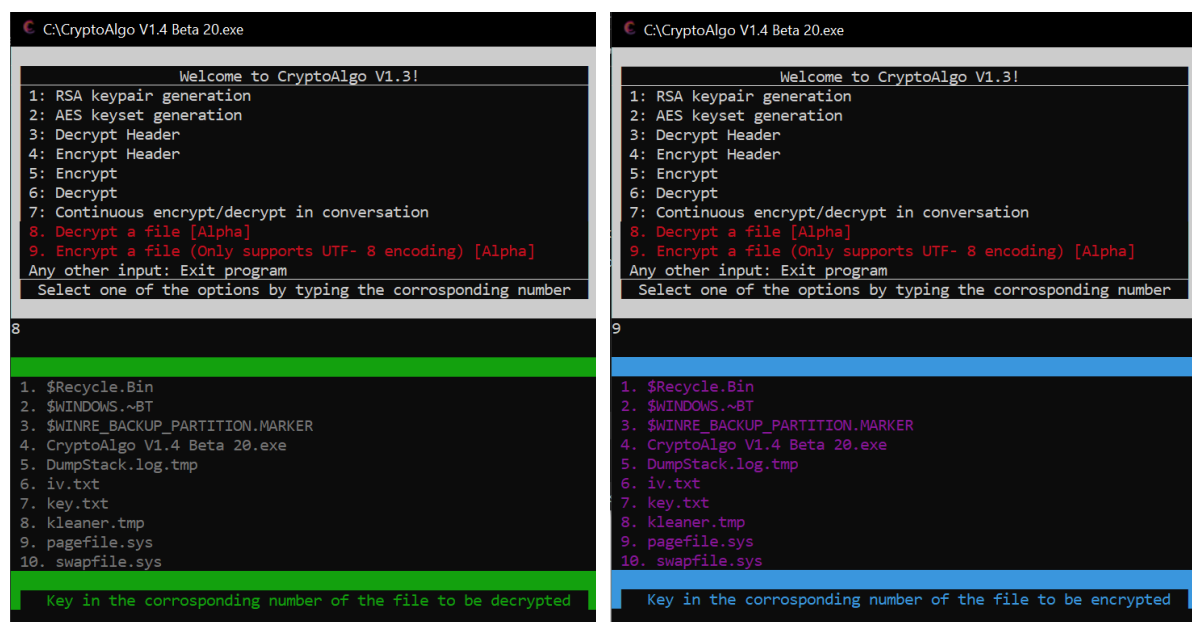 C:\CryptoAlgo V1.4 Beta 20.exe
Welcome to CryptoAlgo V1.3!
1: RSA keypair generation
2: AES keyset generation
3: Decrypt Header
4: Encrypt Header
5: Encrypt
6: Decrypt
7: Continuous encrypt/decrypt in conversation
8. Decrypt a file [Alpha]
9. Encrypt a file (Only supports UTF- 8 encoding) [Alpha]
Any other input: Exit program
Select one of the options by typing the corrosponding number
8
1. $Recycle.Bin
2. $WINDOWS.~BT
3. $WINRE_BACKUP_PARTITION.MARKER
4. CryptoAlgo V1.4 Beta 20.exe
5. DumpStack.log.tmp
6. iv.txt
7. key.txt
8. kleaner.tmp
9. pagefile.sys
10. swapfile.sys
Key in the corrosponding number of the file to be decrypted
C:\CryptoAlgo V1.4 Beta 20.exe
Welcome to CryptoAlgo V1.3!
1: RSA keypair generation
2: AES keyset generation
3: Decrypt Header
4: Encrypt Header
5: Encrypt
6: Decrypt
7: Continuous encrypt/decrypt in conversation
8. Decrypt a file [Alpha]
9. Encrypt a file (Only supports UTF- 8 encoding) [Alpha]
Any other input: Exit program
Select one of the options by typing the corrosponding number
9
1. $Recycle.Bin
2. $WINDOWS.~BT
3. $WINRE_BACKUP_PARTITION.MARKER
4. CryptoAlgo V1.4 Beta 20.exe
5. DumpStack.log.tmp
6. iv.txt
7. key.txt
8. kleaner.tmp
9. pagefile.sys
10. swapfile.sys
Key in the corrosponding number of the file to be encrypted